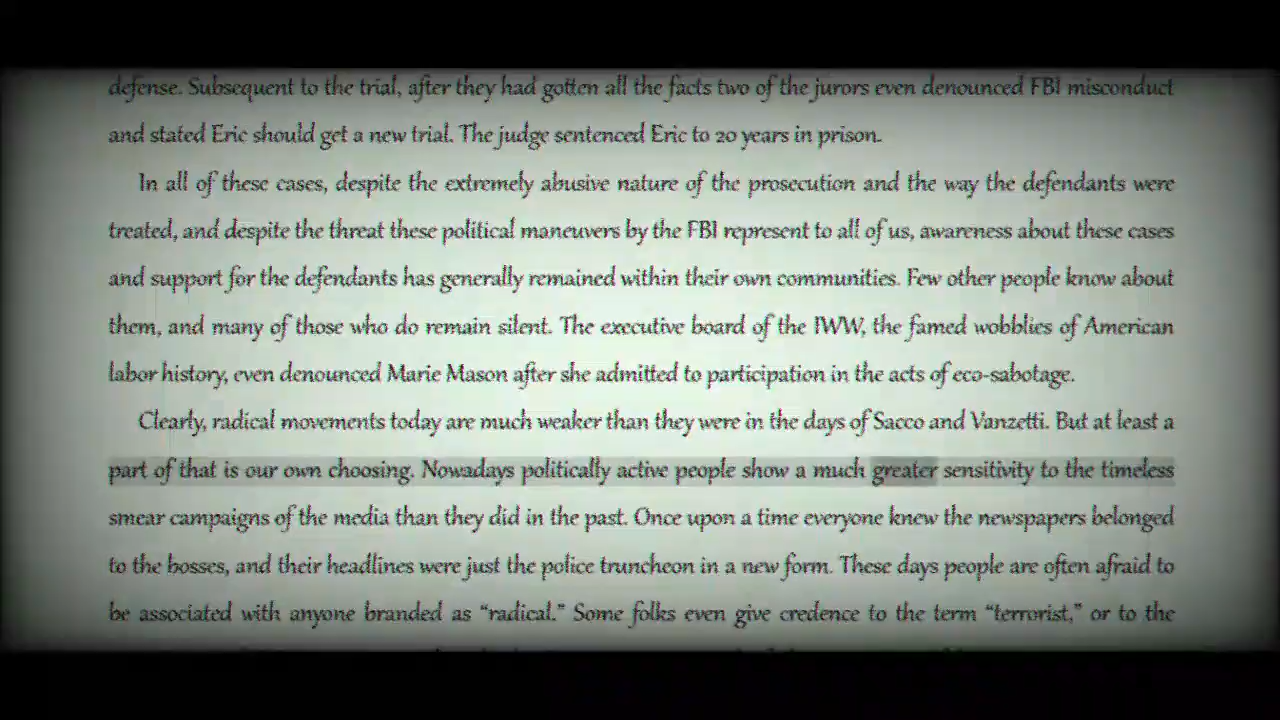 defense. Subsequent to the trial, after they had gotten all the facts two of the jurors even denounced FBI misconduct
and stated Eric should get a new trial. The judge sentenced Eric to 20 years in prison.
In all of these cases, despite the extremely abusive nature of the prosecution and the way the defendants were
treated, and despite the threat these political maneuvers by the FBI represent to all of us, awareness about these cases
and support for the defendants has generally remained within their own communities. Few other people know about
them, and many of those who do remain silent. The executive board of the IWW, the famed wobblies of American
labor history, even denounced Marie Mason after she admitted to participation in the acts of eco-sabotage.
Clearly, radical movements today are much weaker than they were in the days of Sacco and Vanzetti. But at least a
part of that is our own choosing. Nowadays politically active people show a much greater sensitivity to the timeless
smear campaigns of the media than they did in the past. Once upon a time everyone knew the newspapers belonged
to the bosses, and their headlines were just the police truncheon in a new form. These days people are often afraid to
be associated with anyone branded as “radical.” Some folks even give credence to the term “terrorist,” or to the